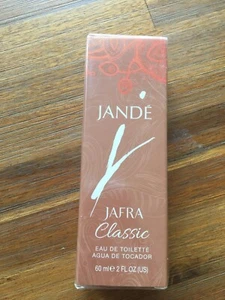 JANDÉ
JAFRA
Classic
EAU DE TOILETTE
AGUA DE TOCADOR
60 ml e 2 FL OZ (US)